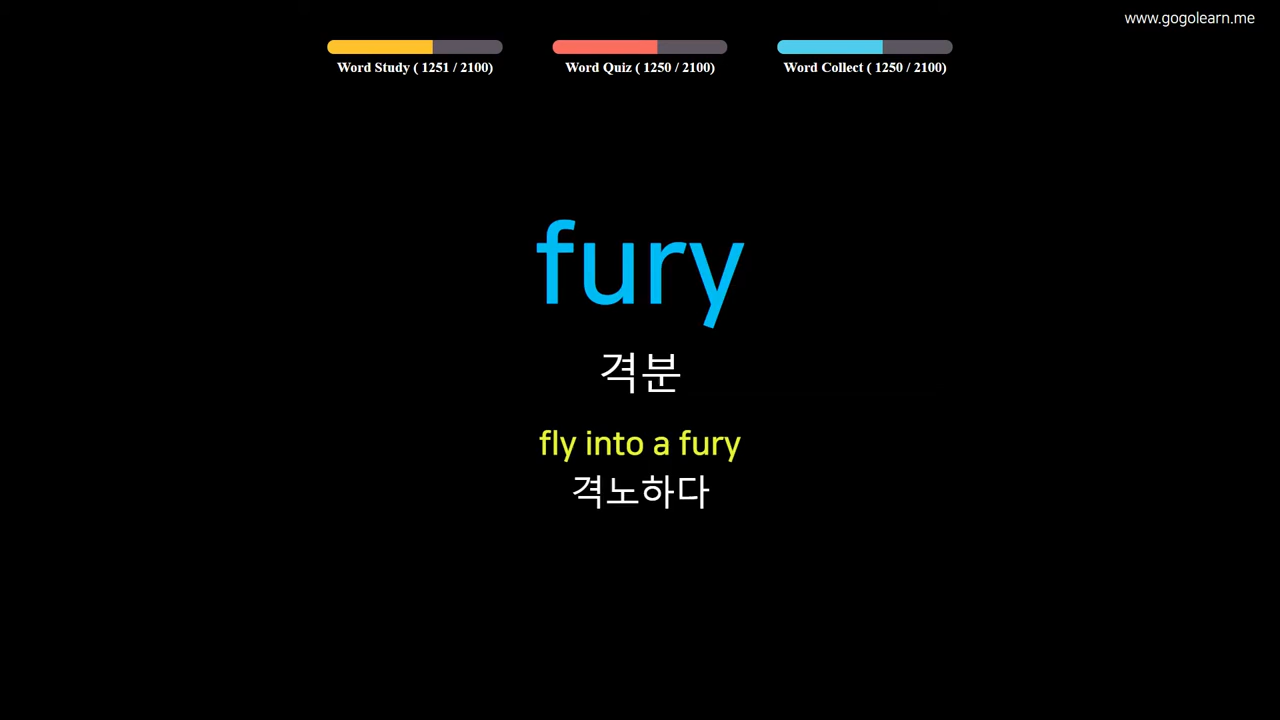 www.gogolearn.me
Word Study ( 1251 / 2100)
Word Quiz ( 1250 / 2100)
Word Collect ( 1250 / 2100)
fury
격분
fly into a fury
격노하다